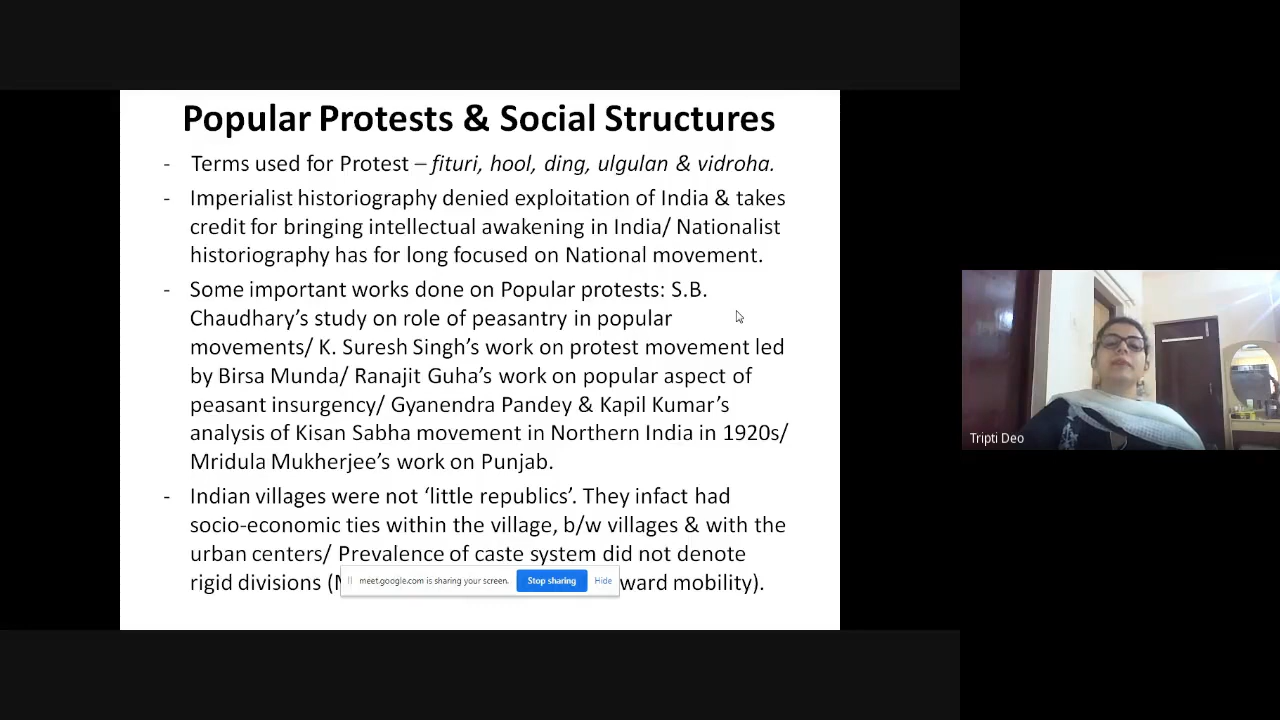 Popular Protests & Social Structures
- Terms used for Protest – fituri, hool, ding, ulgulan & vidroha.
- Imperialist historiography denied exploitation of India & takes
credit for bringing intellectual awakening in India/ Nationalist
historiography has for long focused on National movement.
- Some important works done on Popular protests: S.B.
Chaudhary’s study on role of peasantry in popular
movements/ K. Suresh Singh’s work on protest movement led
by Birsa Munda/ Ranajit Guha’s work on popular aspect of
peasant insurgency/ Gyanendra Pandey & Kapil Kumar’s
analysis of Kisan Sabha movement in Northern India in 1920s/
Mridula Mukherjee’s work on Punjab.
- Indian villages were not ‘little republics’. They infact had
socio-economic ties within the village, b/w villages & with the
urban centers/ Prevalence of caste system did not denote
rigid divisions ( ward mobility).
meet.google.com is sharing your screen. Stop sharing Hide
Tripti Deo